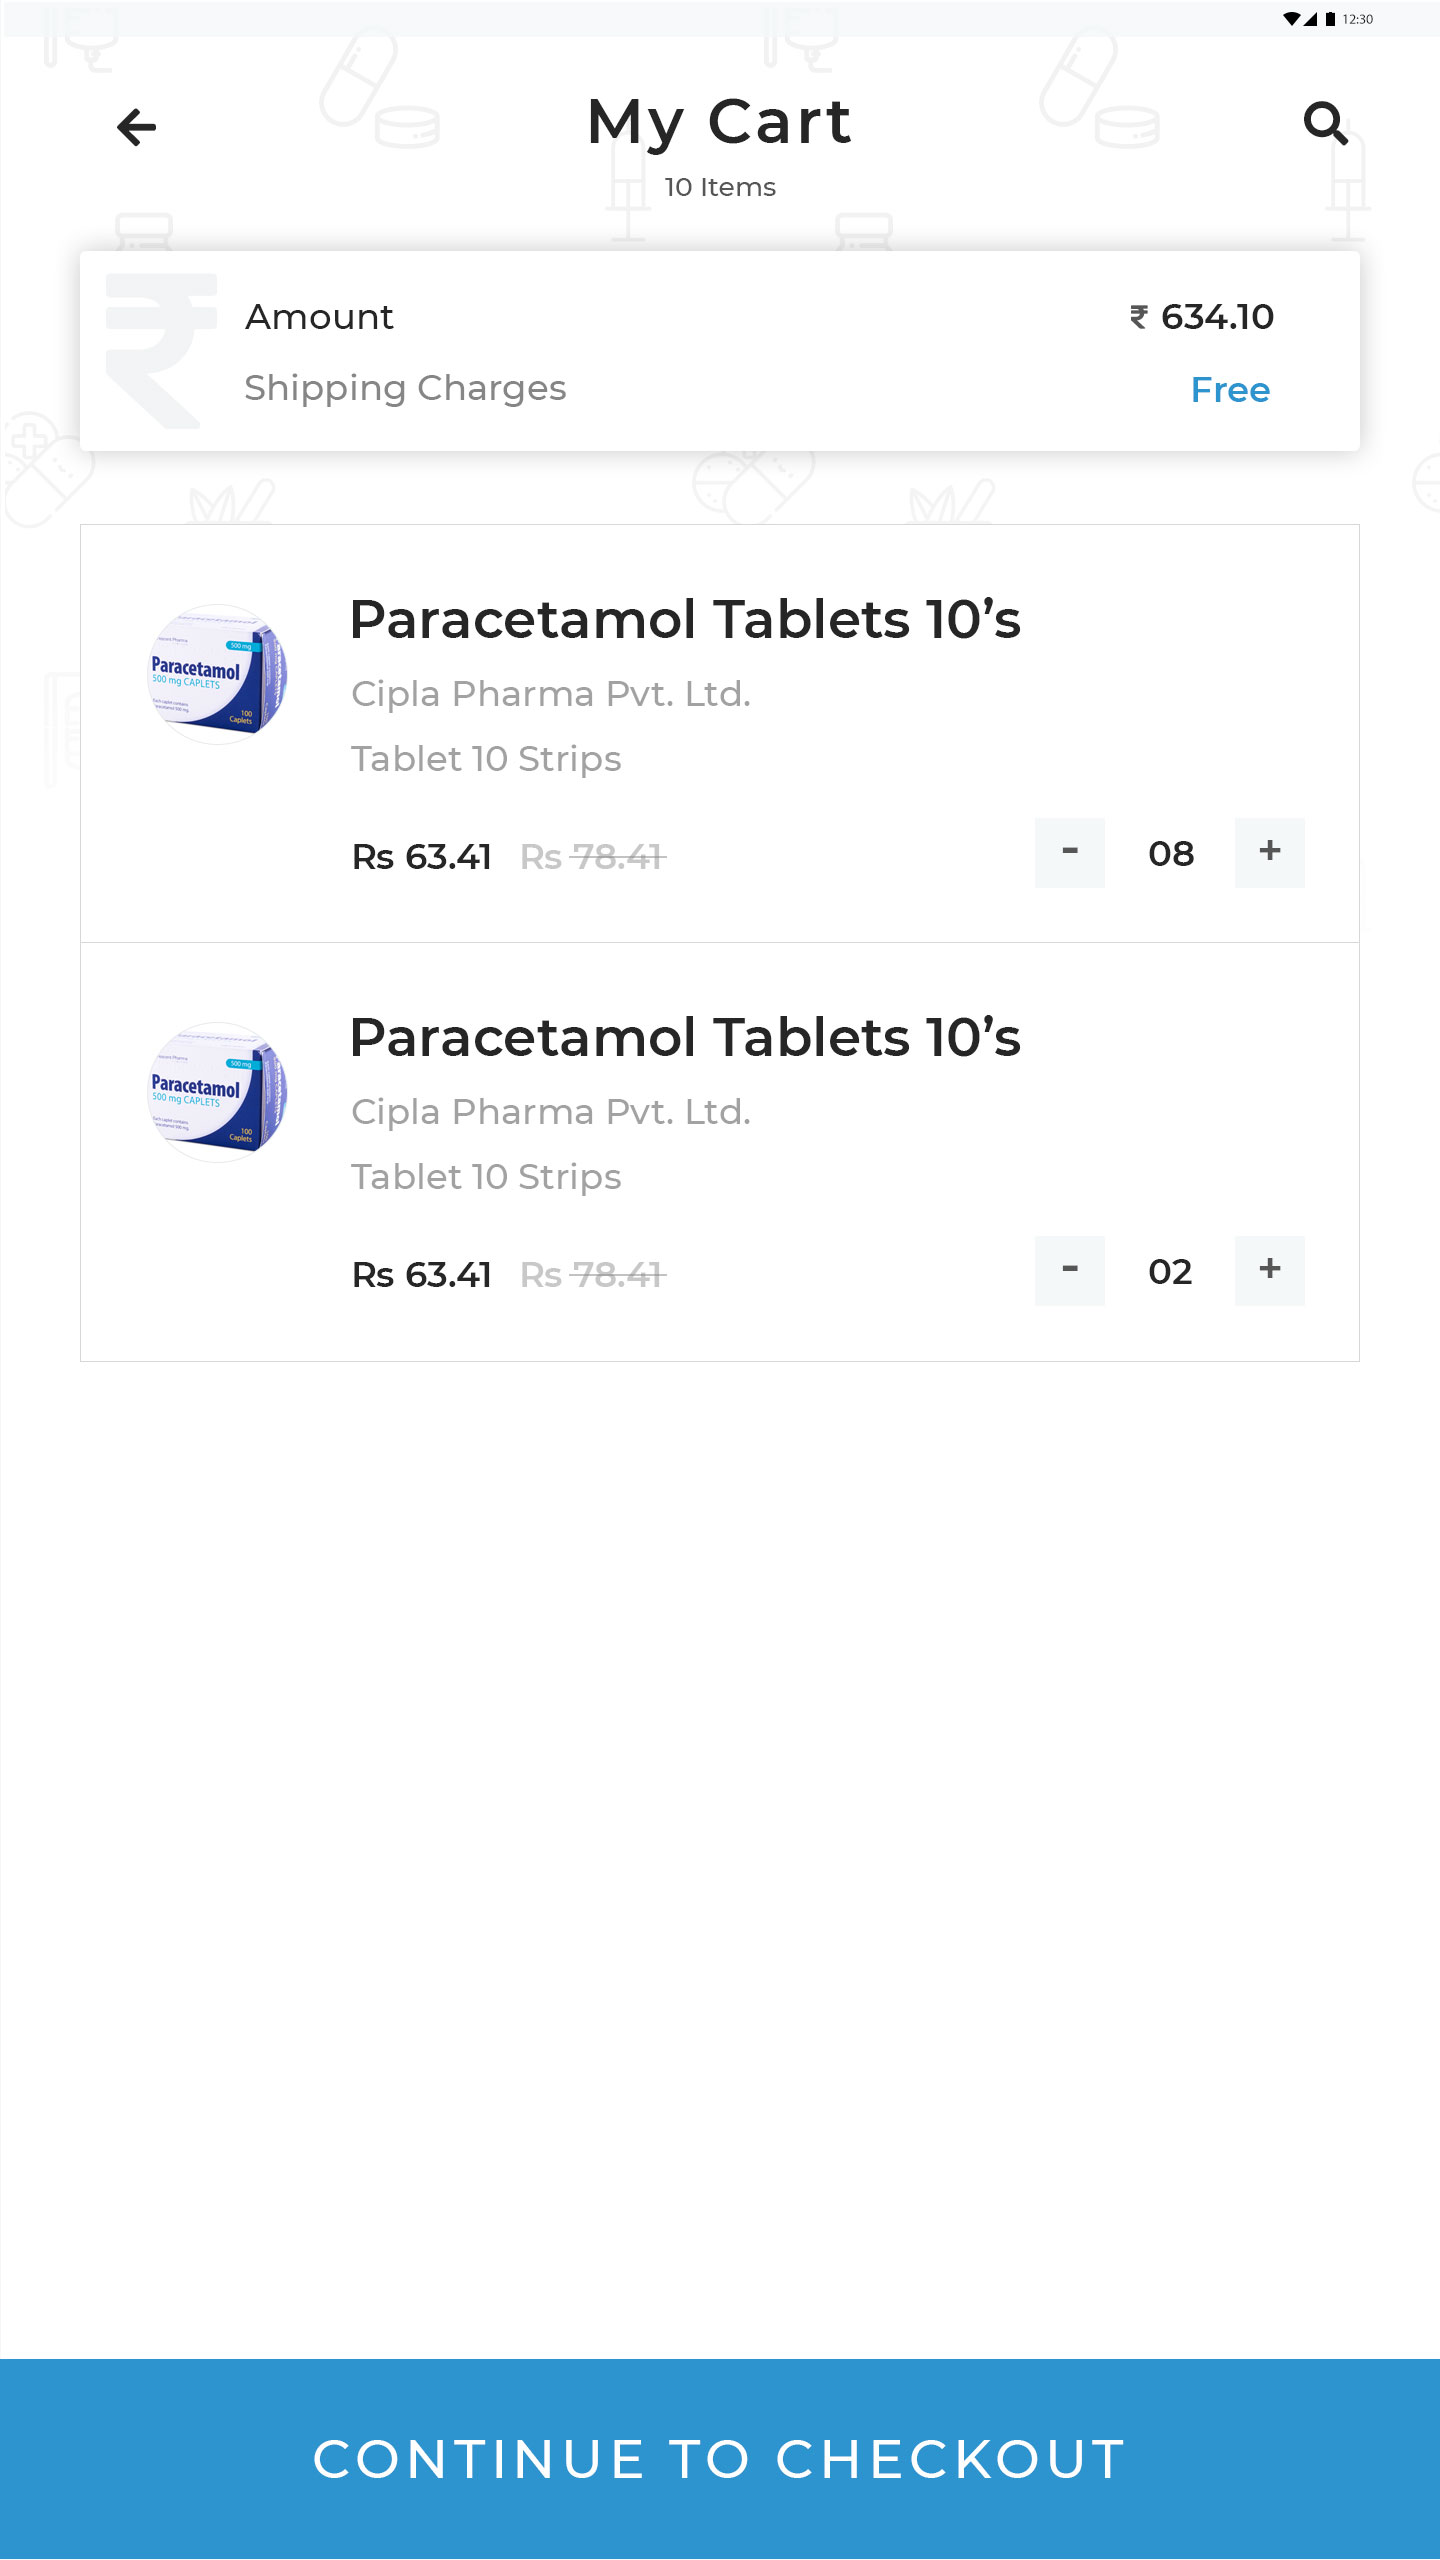 12:30
My Cart
10 Items
Amount ₹ 634.10
Shipping Charges Free
Paracetamol Tablets 10’s
500 mg
Paracetamol
500 mg CAPLETS
100
Caplets
Cipla Pharma Pvt. Ltd.
Tablet 10 Strips
Rs 63.41 Rs 78.41 - 08 +
Paracetamol Tablets 10’s
500 mg
Paracetamol
500 mg CAPLETS
100
Caplets
Cipla Pharma Pvt. Ltd.
Tablet 10 Strips
Rs 63.41 Rs 78.41 - 02 +
CONTINUE TO CHECKOUT